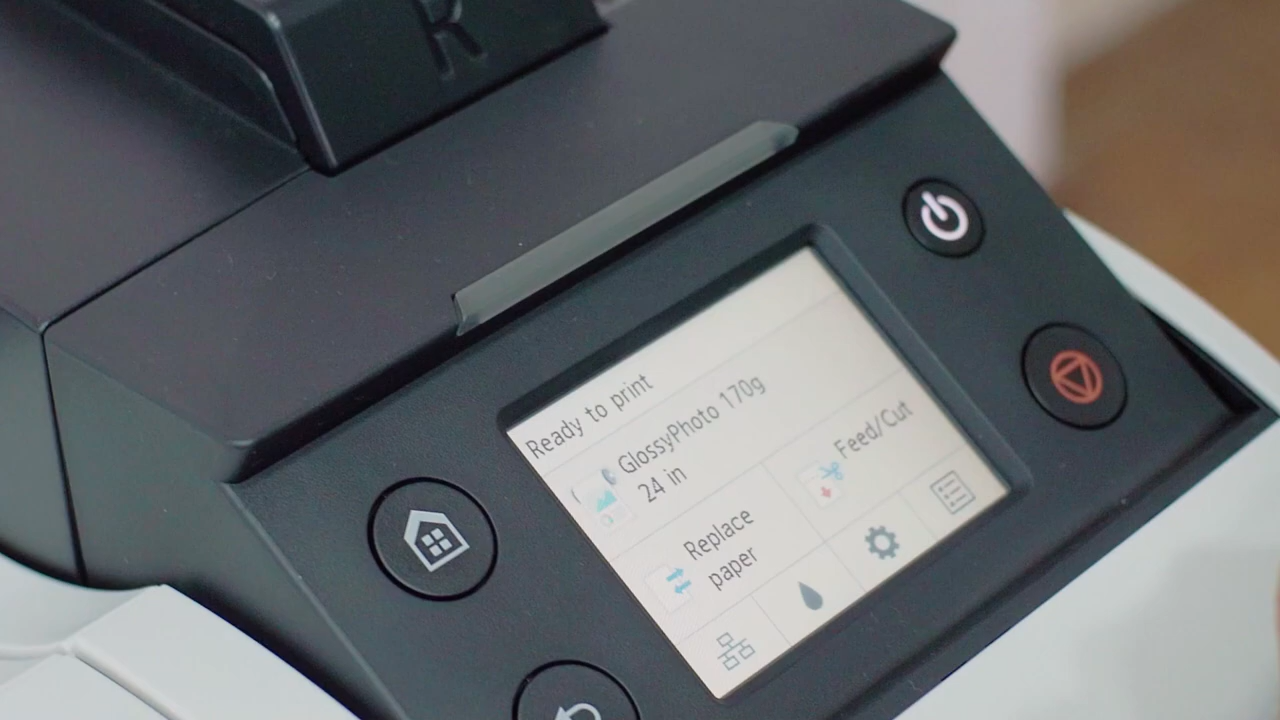 R
Ready to print
GlossyPhoto 170g
24 in
Feed/Cut
Replace
paper